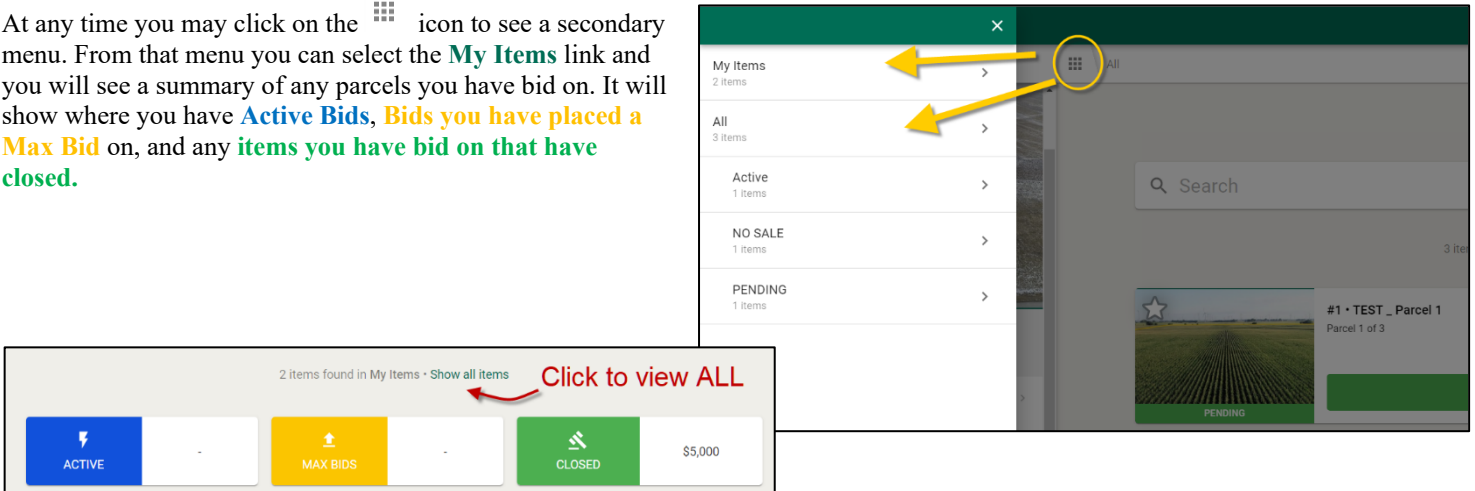 At any time you may click on the icon to see a secondary
menu. From that menu you can select the My Items link and
you will see a summary of any parcels you have bid on. It will
show where you have Active Bids, Bids you have placed a
Max Bid on, and any items you have bid on that have
closed.
My Items
2 items
All
3 items
Active
1 items
NO SALE
1 items
PENDING
1 items
All
Search
3 ite
#1 • TEST _ Parcel 1
Parcel 1 of 3
PENDING
2 items found in My Items • Show all items
Click to view ALL
ACTIVE
-
MAX BIDS
-
CLOSED
$5,000